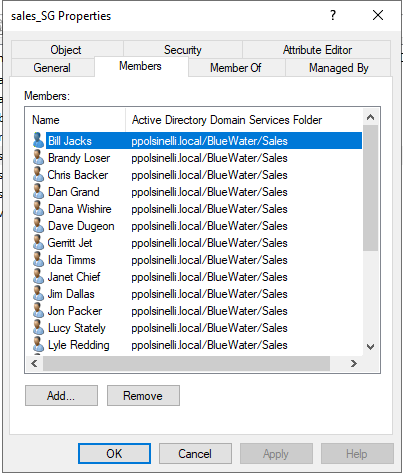 sales_SG Properties
? X
Object Security Attribute Editor
General Members Member Of Managed By
Members:
Name Active Directory Domain Services Folder
Bill Jacks ppolsinelli.local/BlueWater/Sales
Brandy Loser ppolsinelli.local/BlueWater/Sales
Chris Backer ppolsinelli.local/BlueWater/Sales
Dan Grand ppolsinelli.local/BlueWater/Sales
Dana Wishire ppolsinelli.local/BlueWater/Sales
Dave Dugeon ppolsinelli.local/BlueWater/Sales
Gerritt Jet ppolsinelli.local/BlueWater/Sales
Ida Timms ppolsinelli.local/BlueWater/Sales
Janet Chief ppolsinelli.local/BlueWater/Sales
Jim Dallas ppolsinelli.local/BlueWater/Sales
Jon Packer ppolsinelli.local/BlueWater/Sales
Lucy Stately ppolsinelli.local/BlueWater/Sales
Lyle Redding ppolsinelli.local/BlueWater/Sales
Add... Remove
OK Cancel Apply Help